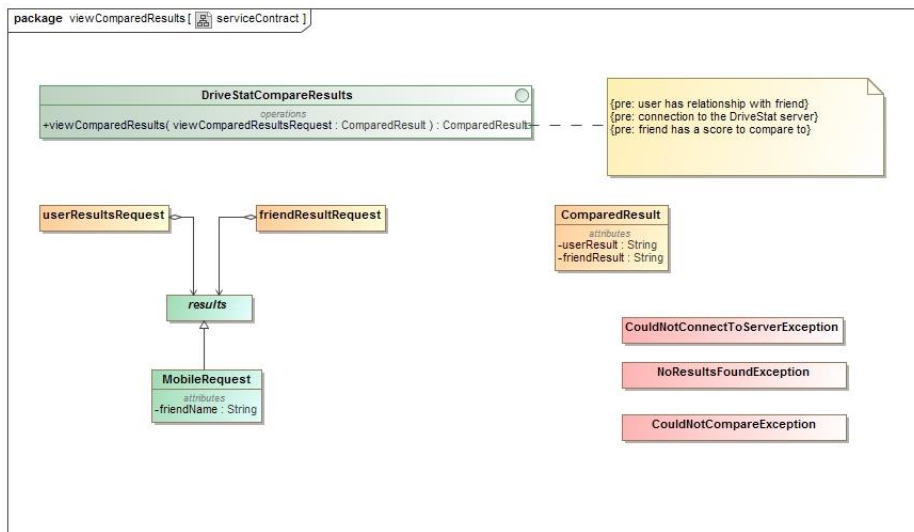 package viewComparedResults [ serviceContract ]
DriveStatCompareResults
operations
+viewComparedResults( viewComparedResultsRequest : ComparedResult ) : ComparedResult
{pre: user has relationship with friend}
{pre: connection to the DriveStat server}
{pre: friend has a score to compare to}
userResultsRequest
friendResultRequest
ComparedResult
attributes
-userResult : String
-friendResult : String
results
CouldNotConnectToServerException
NoResultsFoundException
MobileRequest
attributes
-friendName : String
CouldNotCompareException